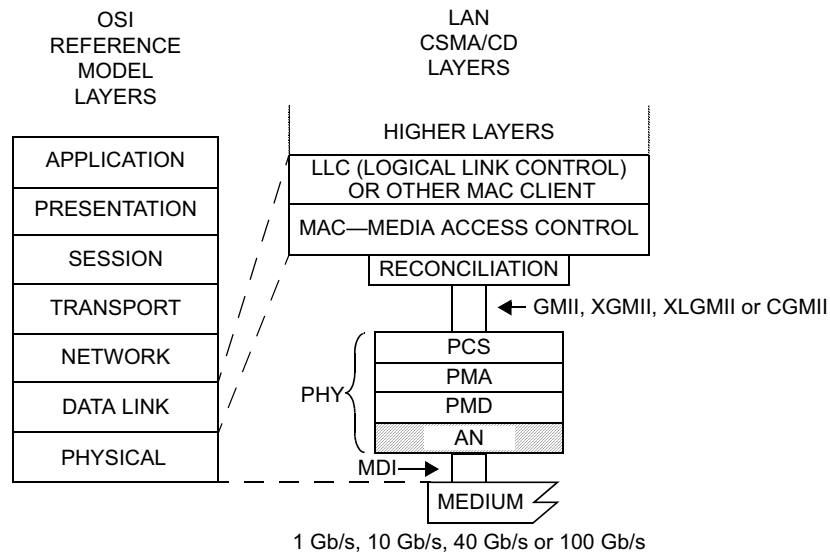 OSI
REFERENCE
MODEL
LAYERS
APPLICATION
PRESENTATION
SESSION
TRANSPORT
NETWORK
DATA LINK
PHYSICAL
LAN
CSMA/CD
LAYERS
HIGHER LAYERS
LLC (LOGICAL LINK CONTROL)
OR OTHER MAC CLIENT
MAC—MEDIA ACCESS CONTROL
RECONCILIATION
GMII, XGMII, XLGMII or CGMII
PCS
PMA
PHY
PMD
AN
MDI
MEDIUM
1 Gb/s, 10 Gb/s, 40 Gb/s or 100 Gb/s